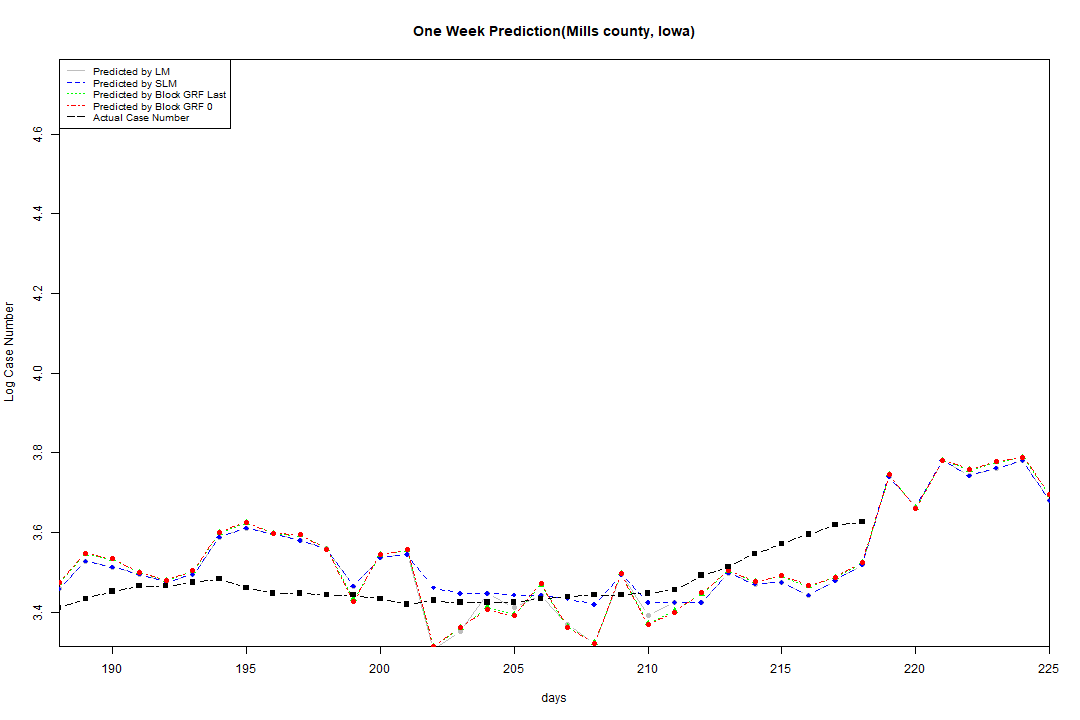 One Week Prediction(Mills county, Iowa)
Predicted by LM
Predicted by SLM
Predicted by Block GRF Last
Predicted by Block GRF 0
Actual Case Number
4.6
4.4
4.2
4.0
3.8
3.6
3.4
Log Case Number
190 195 200 205 210 215 220 225
days